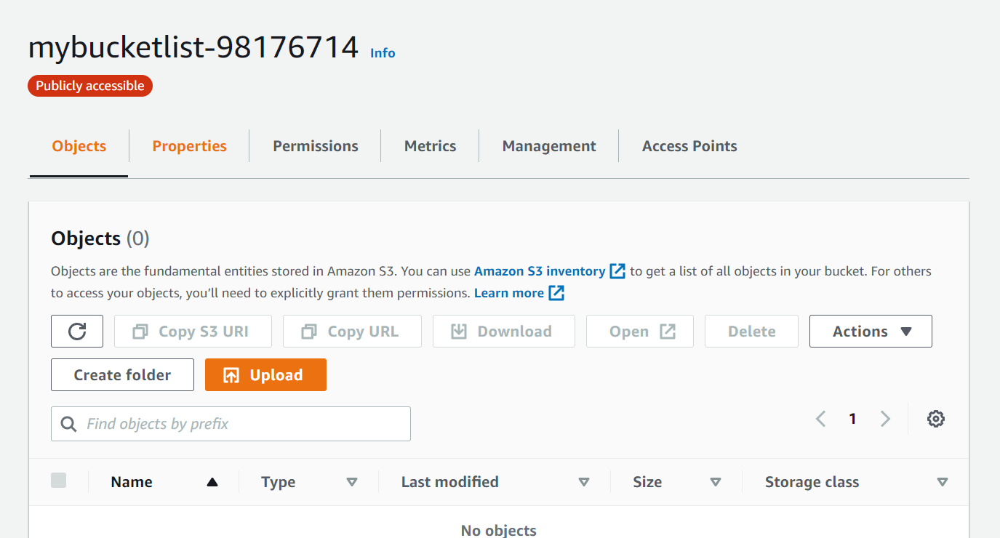 mybucketlist-98176714 Info
Publicly accessible
Objects Properties Permissions Metrics Management Access Points
Objects (0)
Objects are the fundamental entities stored in Amazon S3. You can use Amazon S3 inventory to get a list of all objects in your bucket. For others
to access your objects, you’ll need to explicitly grant them permissions. Learn more
Copy S3 URI Copy URL Download Open Delete Actions
Create folder Upload
Find objects by prefix 1
Name Type Last modified Size Storage class
No objects